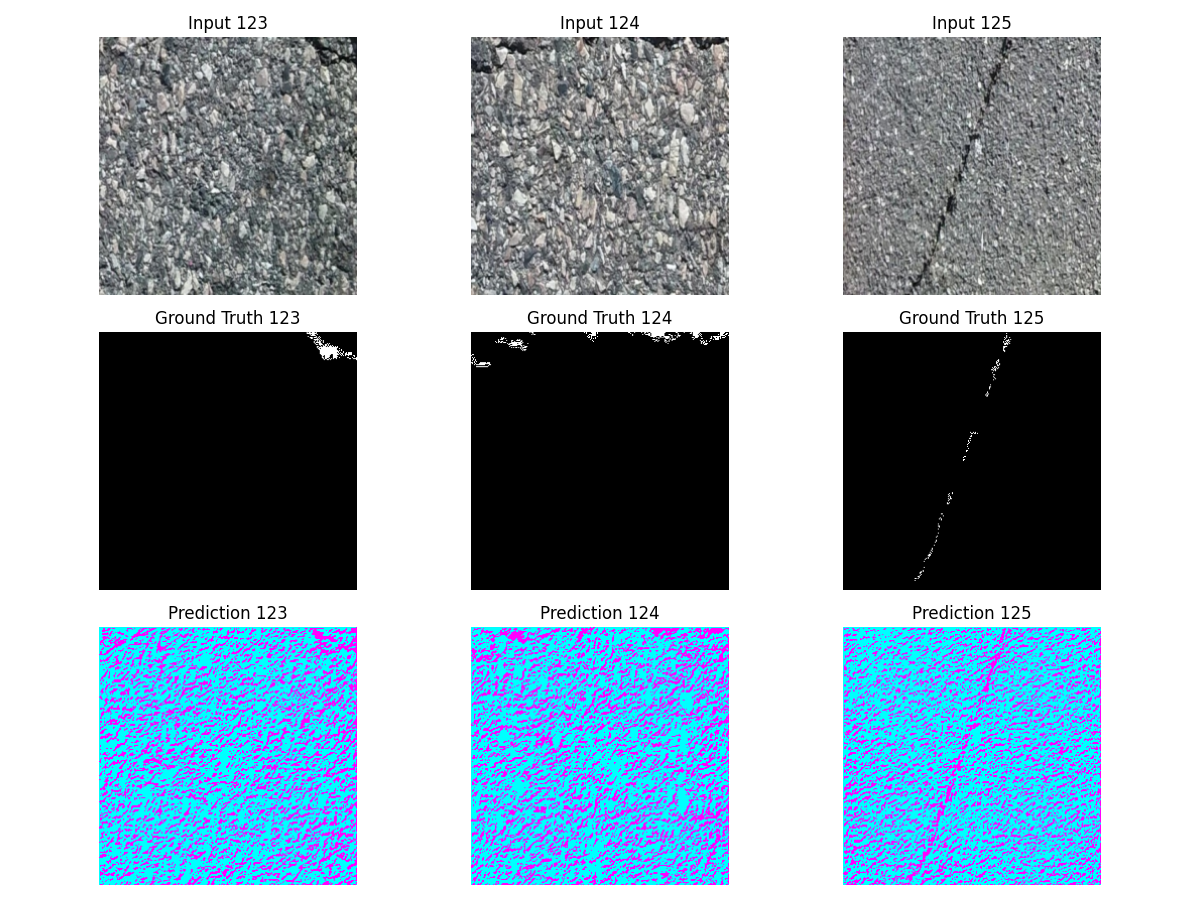 Input 123
Input 124
Input 125
Ground Truth 123
Ground Truth 124
Ground Truth 125
Prediction 123
Prediction 124
Prediction 125